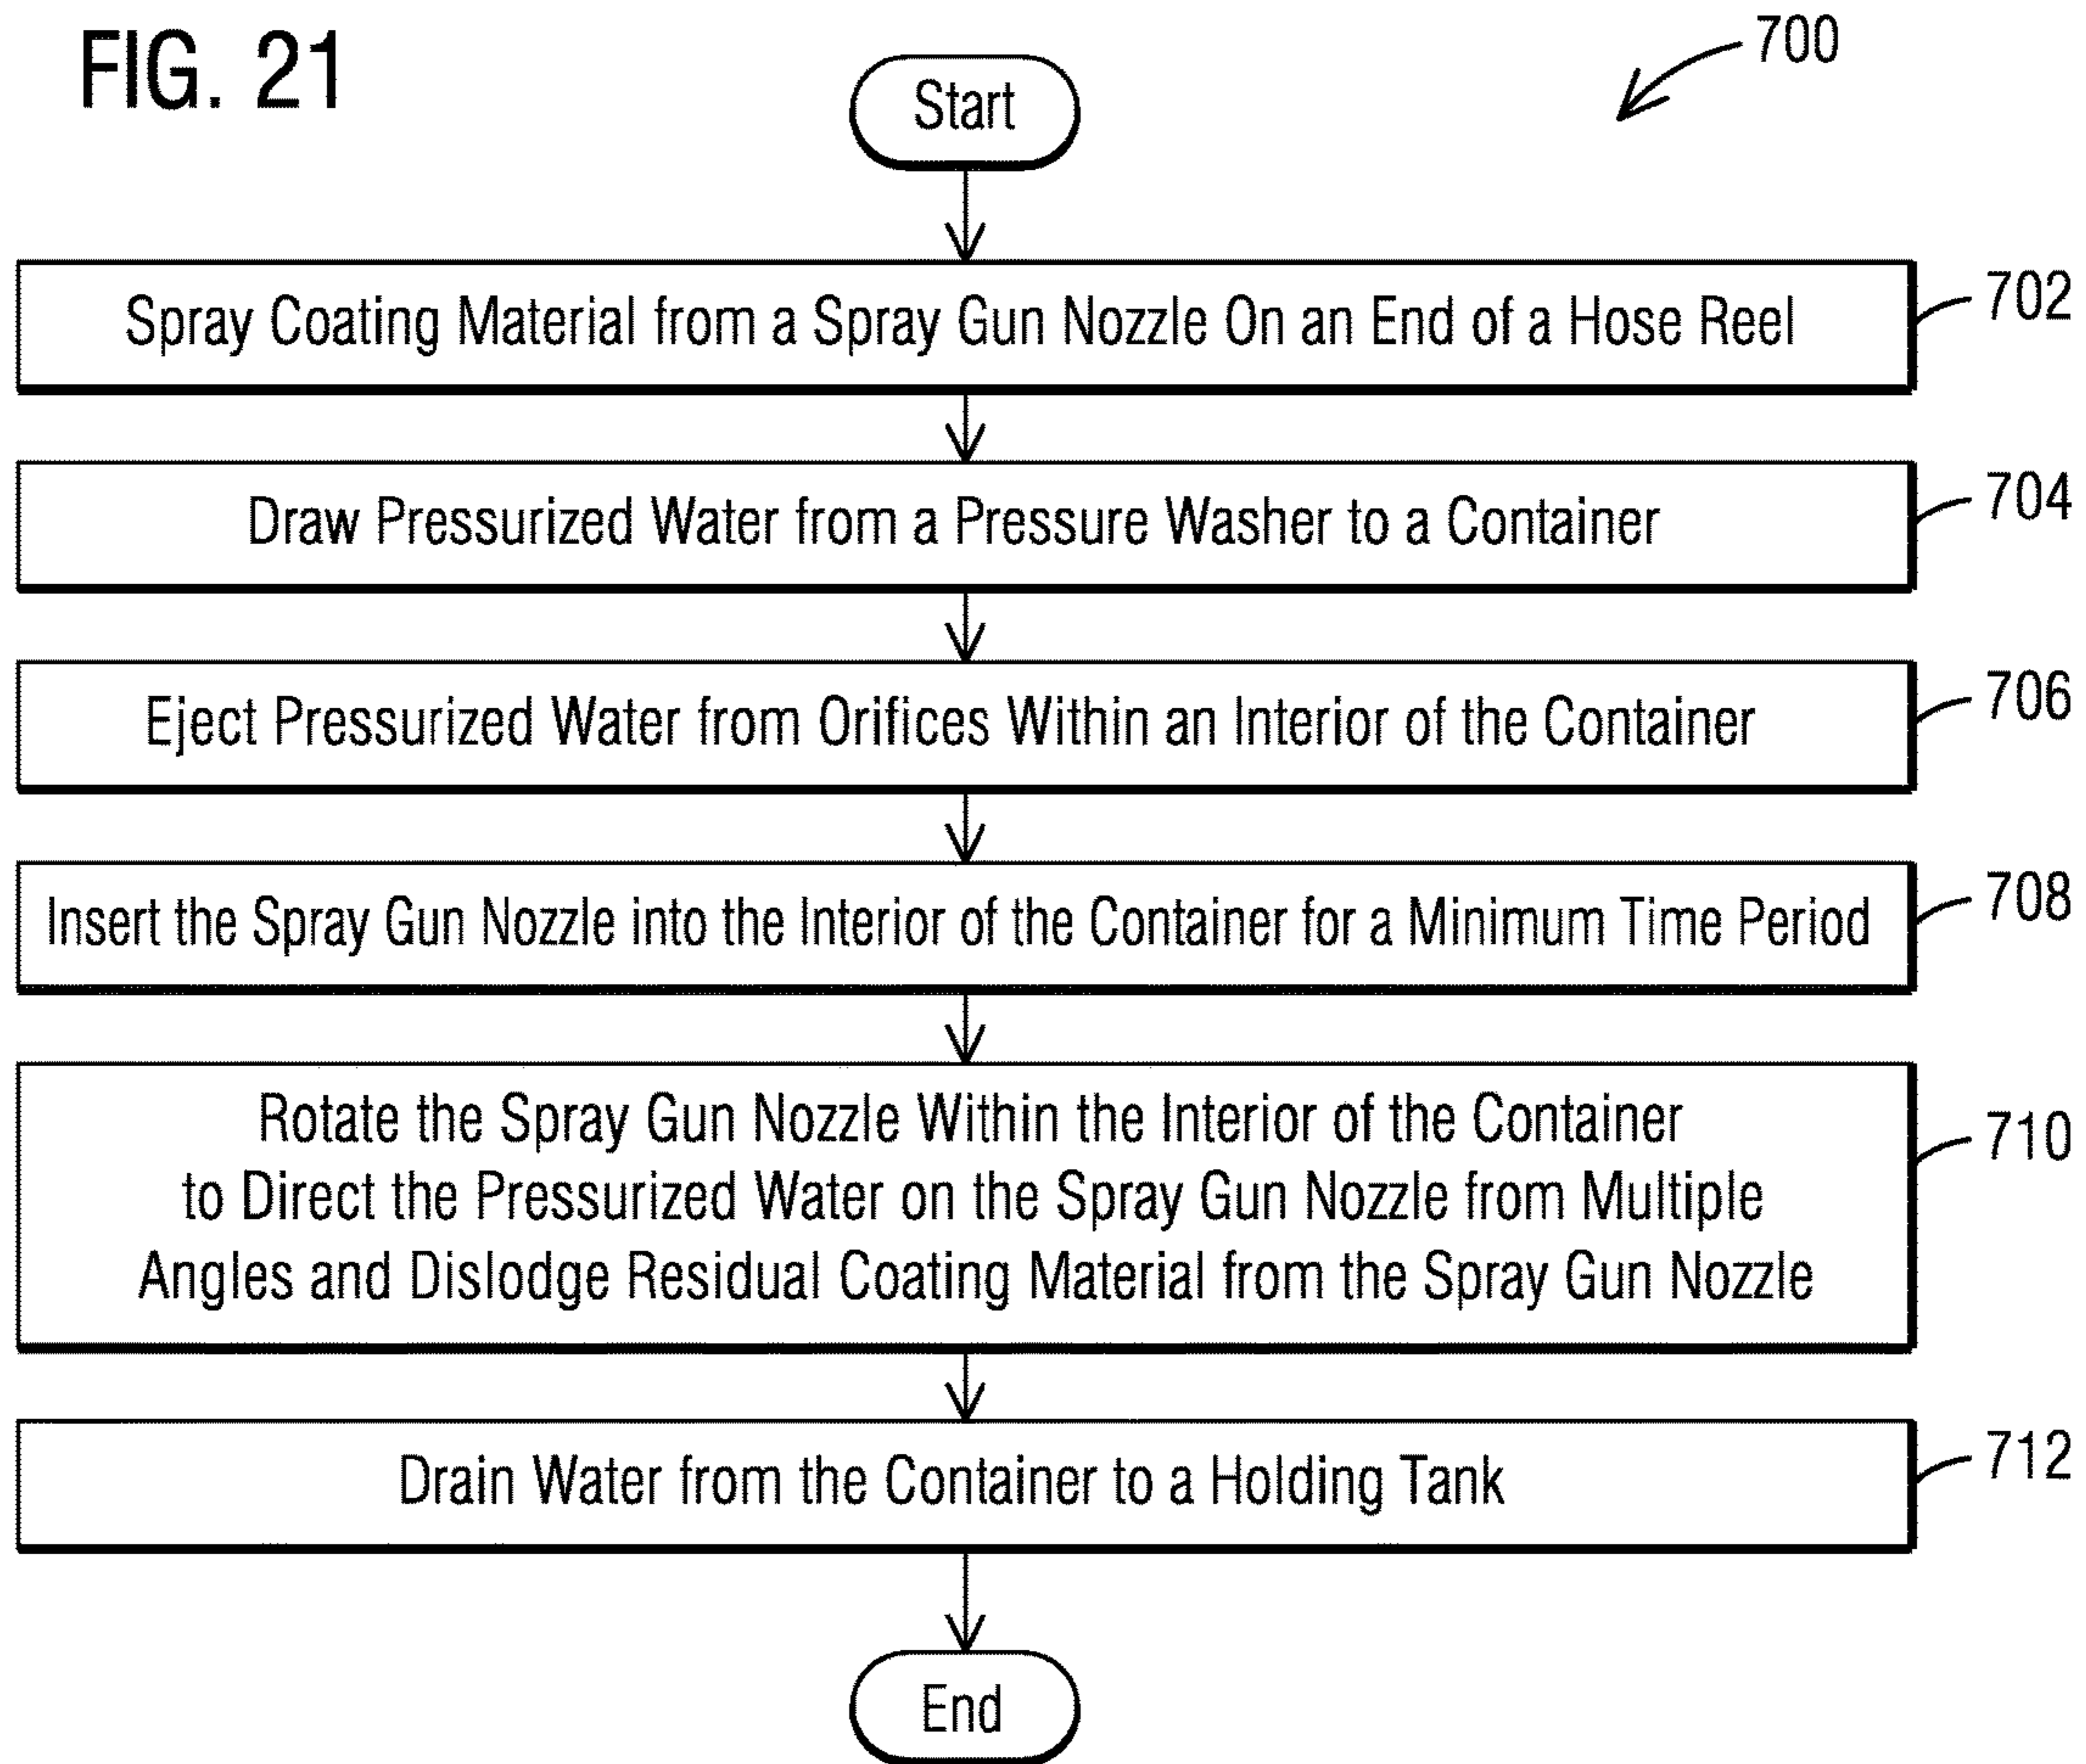 FIG. 21
700
Start
Spray Coating Material from a Spray Gun Nozzle On an End of a Hose Reel
702
Draw Pressurized Water from a Pressure Washer to a Container
704
Eject Pressurized Water from Orifices Within an Interior of the Container
706
Insert the Spray Gun Nozzle into the Interior of the Container for a Minimum Time Period
708
Rotate the Spray Gun Nozzle Within the Interior of the Container
to Direct the Pressurized Water on the Spray Gun Nozzle from Multiple
Angles and Dislodge Residual Coating Material from the Spray Gun Nozzle
710
Drain Water from the Container to a Holding Tank
712
End